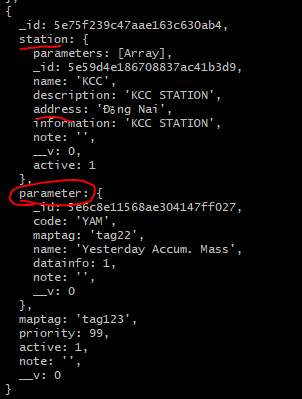 },
{
_id: 5e75f239c47aae163c630ab4,
station: {
parameters: [Array],
_id: 5e59d4e186708837ac41b3d9,
name: 'KCC',
description: 'KCC STATION',
address: 'Đồng Nai',
information: 'KCC STATION',
note: '',
__v: 0,
active: 1
},
parameter: {
_id: 5e6c8e11568ae304147ff027,
code: 'YAM',
maptag: 'tag22',
name: 'Yesterday Accum. Mass',
datainfo: 1,
note: '',
__v: 0
},
maptag: 'tag123',
priority: 99,
active: 1,
note: '',
__v: 0
}